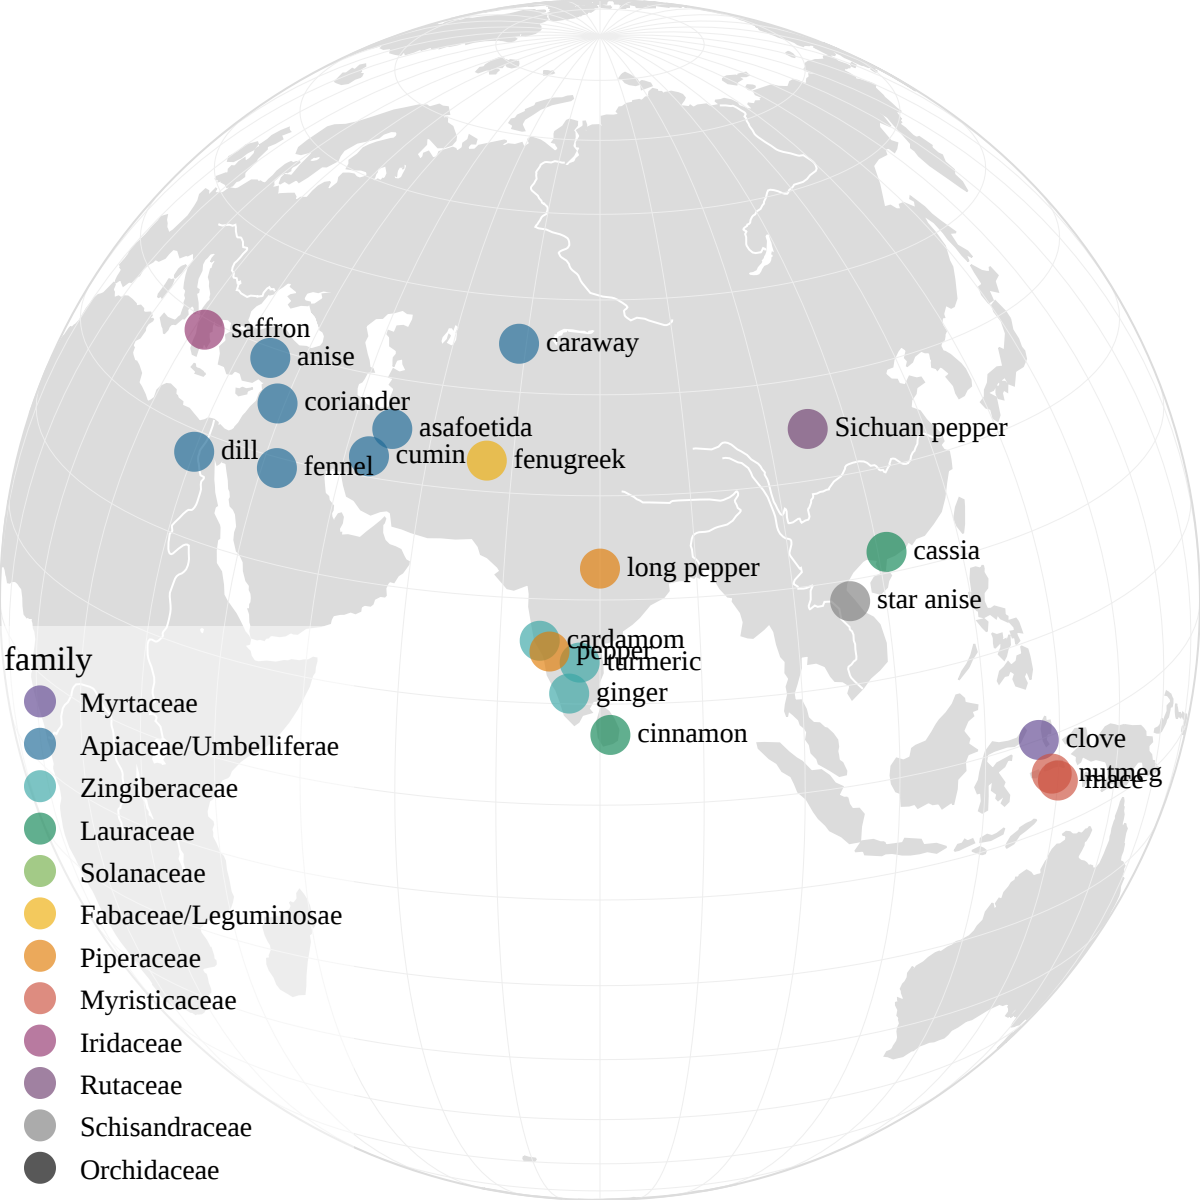 saffron
anise
caraway
coriander
asafoetida
Sichuan pepper
dill
cumin
fennel
fenugreek
cassia
long pepper
star anise
cardamom
pepper
turmeric
ginger
cinnamon
clove
nutmeg
mace
family
Myrtaceae
Apiaceae/Umbelliferae
Zingiberaceae
Lauraceae
Solanaceae
Fabaceae/Leguminosae
Piperaceae
Myristicaceae
Iridaceae
Rutaceae
Schisandraceae
Orchidaceae